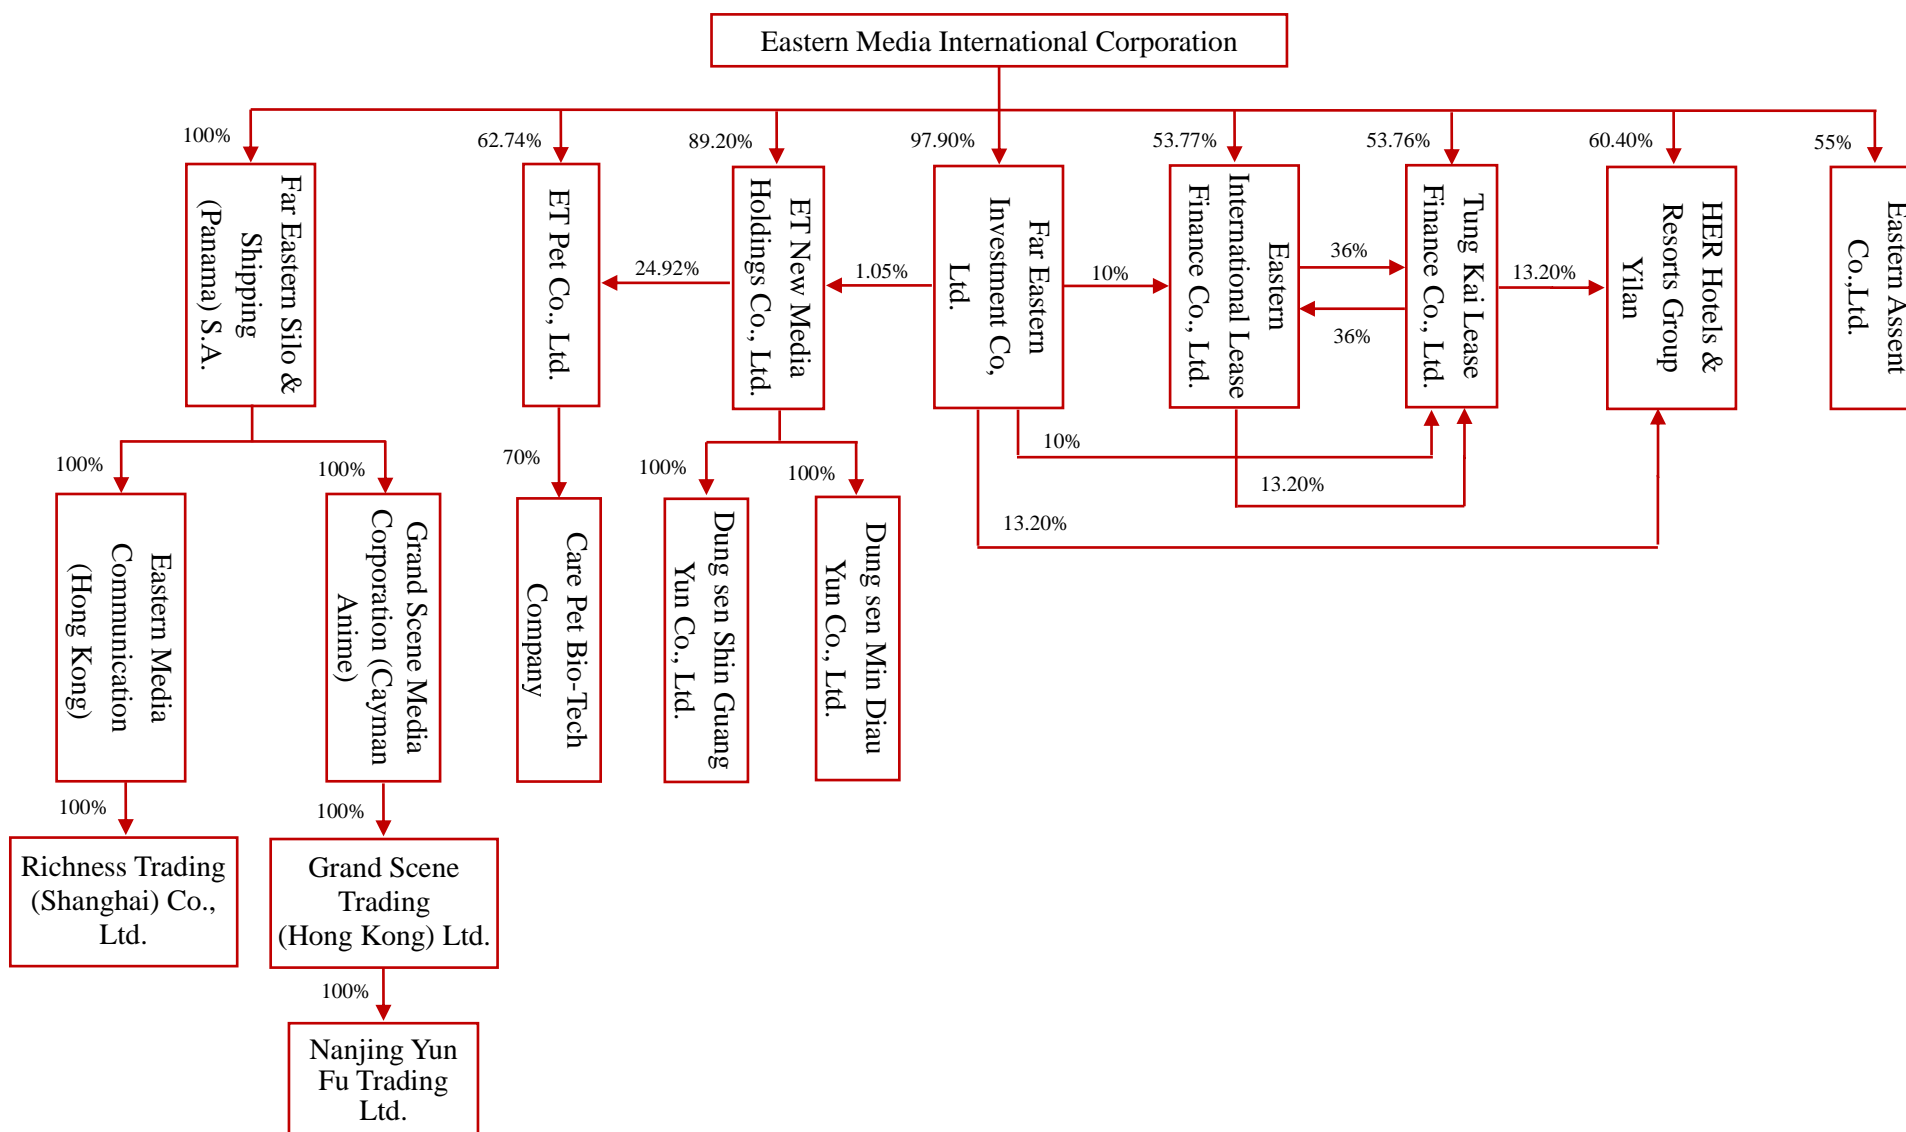 Eastern Media International Corporation
100%
62.74%
89.20%
97.90%
53.77%
53.76%
60.40%
55%
Far Eastern Silo &
Shipping
(Panama) S.A.
ET Pet Co., Ltd.
24.92%
ET New Media
Holdings Co., Ltd.
1.05%
Far Eastern
Investment Co,
Ltd.
10%
Eastern
International Lease
Finance Co., Ltd.
36%
36%
Tung Kai Lease
Finance Co., Ltd.
13.20%
HER Hotels &
Resorts Group
Yilan
Eastern Assent
Co.,Ltd.
100%
100%
70%
100%
100%
10%
13.20%
13.20%
Eastern Media
Communication
(Hong Kong)
Grand Scene Media
Corporation (Cayman
Anime)
Care Pet Bio-Tech
Company
Dung sen Shin Guang
Yun Co., Ltd.
Dung sen Min Diau
Yun Co., Ltd.
100%
100%
Richness Trading
(Shanghai) Co.,
Ltd.
Grand Scene
Trading
(Hong Kong) Ltd.
100%
Nanjing Yun
Fu Trading
Ltd.